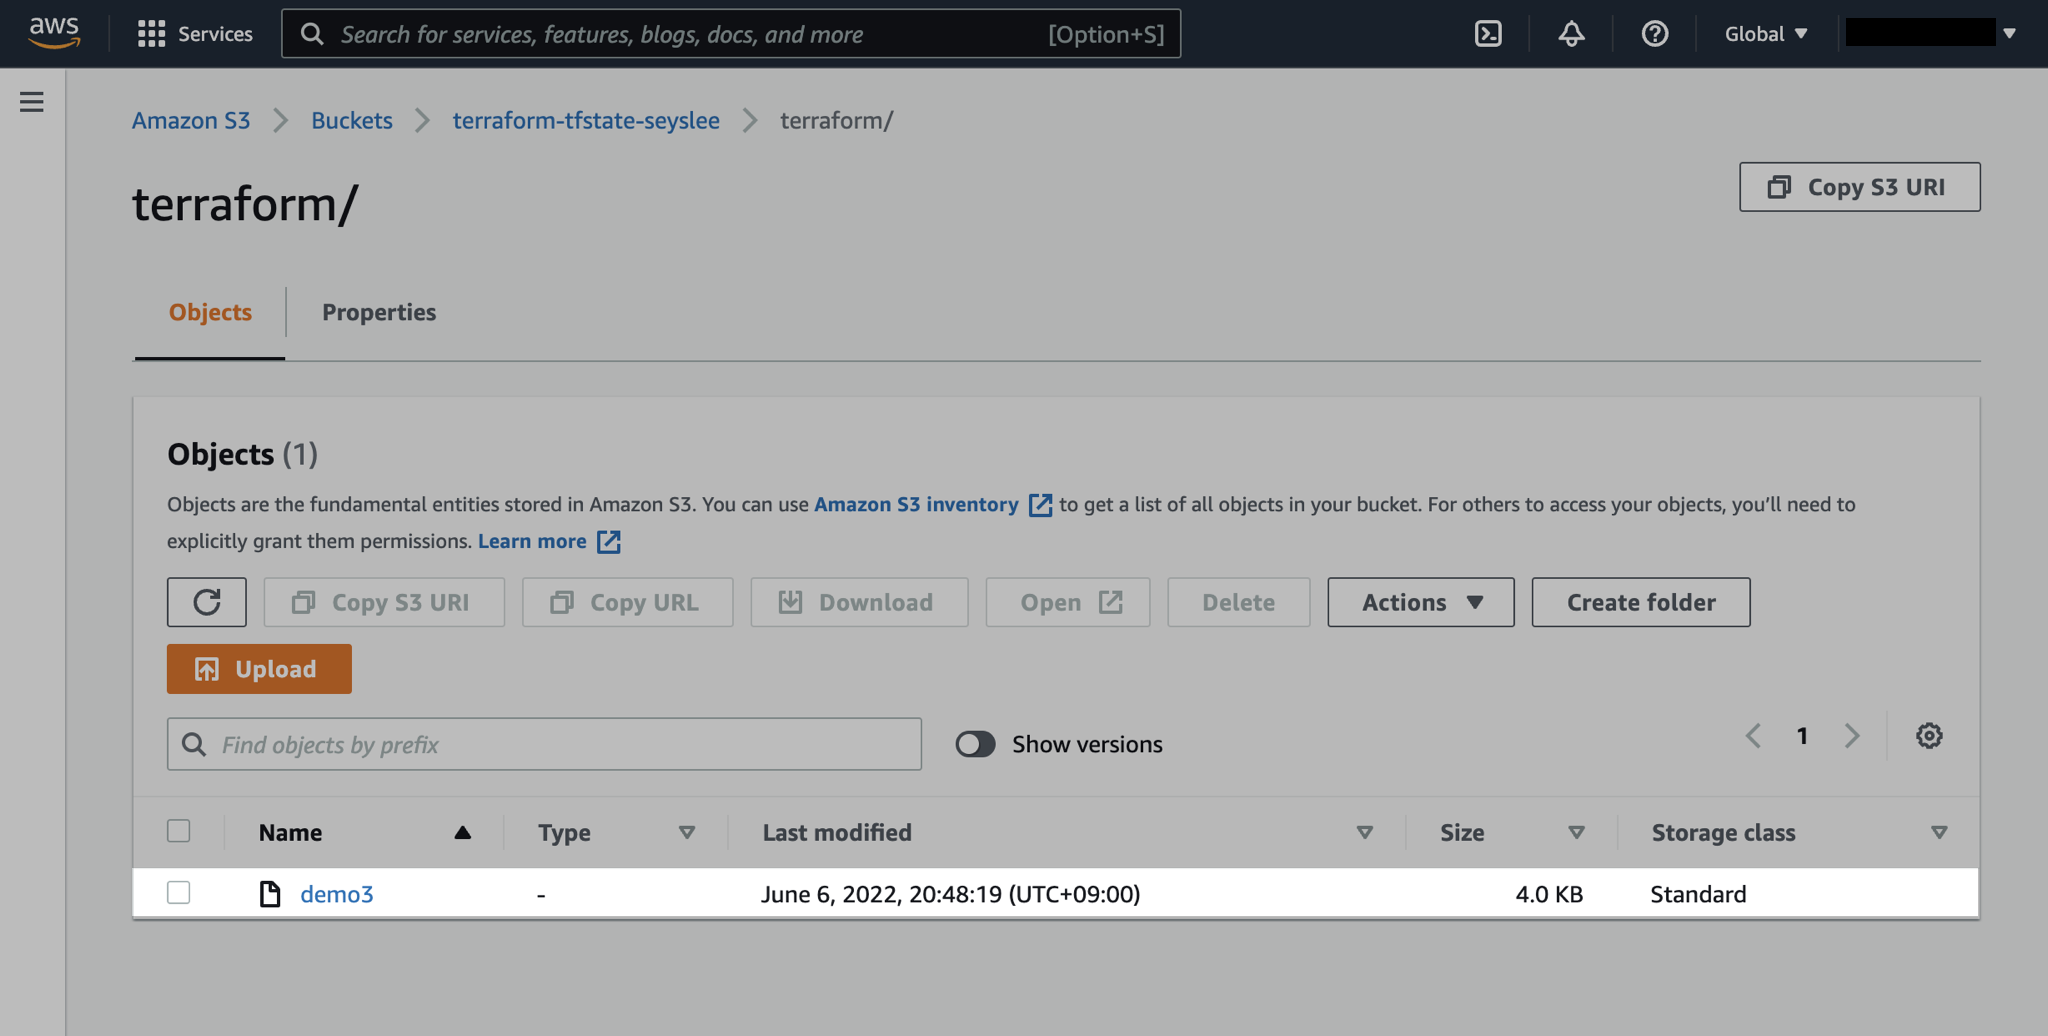 aws Services Search for services, features, blogs, docs, and more [Option+S] Global
Amazon S3 Buckets terraform-tfstate-seyslee terraform/
terraform/
Copy S3 URI
Objects Properties
Objects (1)
Objects are the fundamental entities stored in Amazon S3. You can use Amazon S3 inventory to get a list of all objects in your bucket. For others to access your objects, you’ll need to
explicitly grant them permissions. Learn more
Copy S3 URI Copy URL Download Open Delete Actions Create folder
Upload
Find objects by prefix Show versions 1
Name Type Last modified Size Storage class
demo3 - June 6, 2022, 20:48:19 (UTC+09:00) 4.0 KB Standard